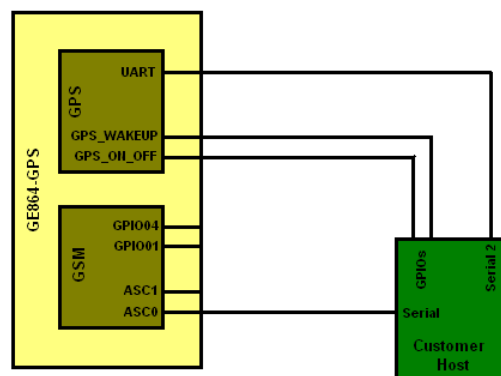 GE864-GPS
GPS
UART
GPS_WAKEUP
GPS_ON_OFF
GSM
GPIO04
GPIO01
ASC1
ASC0
GPIOs
Serial 2
Serial
Customer
Host